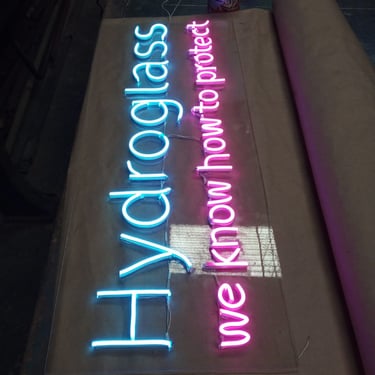 Hydroglass
we know how to protect